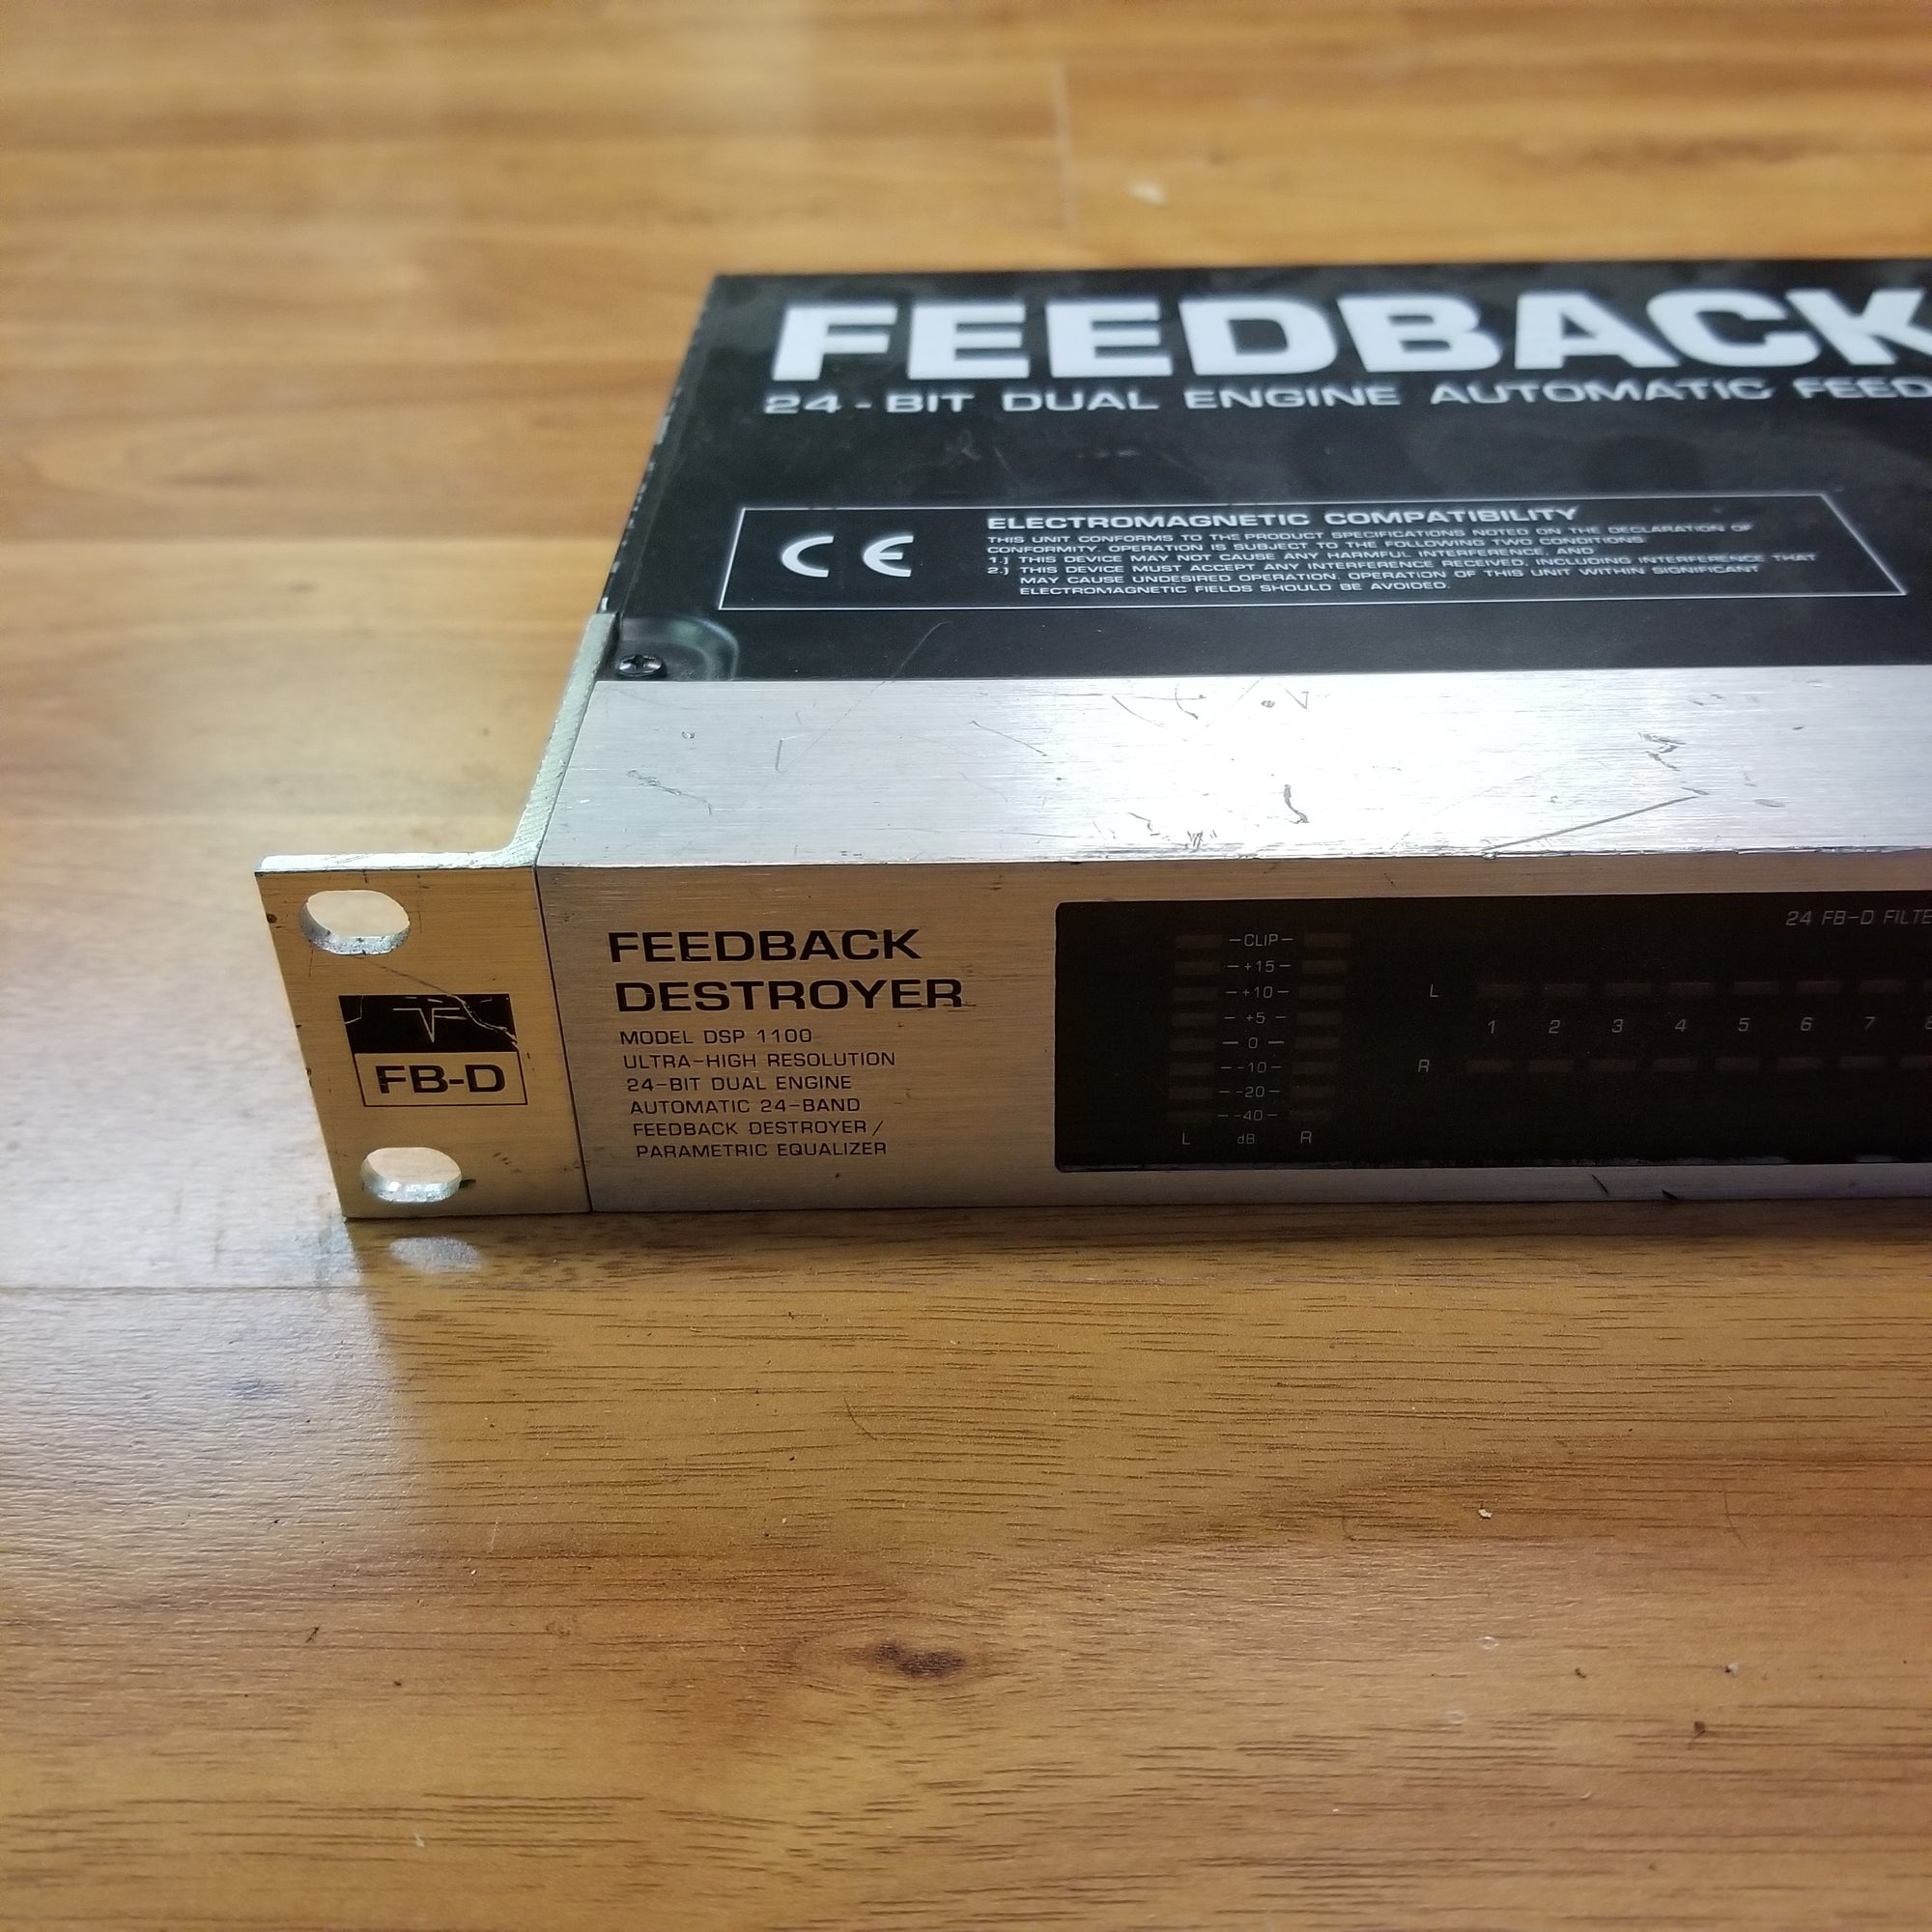 FEEDBACK
24-BIT DUAL ENGINE AUTOMATIC FEED
CE
ELECTROMAGNETIC COMPATIBILITY
THIS UNIT CONFORMS TO THE PRODUCT SPECIFICATIONS NOTED ON THE DECLARATION OF
CONFORMITY. OPERATION IS SUBJECT TO THE FOLLOWING TWO CONDITIONS:
1.) THIS DEVICE MAY NOT CAUSE ANY HARMFUL INTERFERENCE, AND
2.) THIS DEVICE MUST ACCEPT ANY INTERFERENCE RECEIVED, INCLUDING INTERFERENCE THAT
MAY CAUSE UNDESIRED OPERATION. OPERATION OF THIS UNIT WITHIN SIGNIFICANT
ELECTROMAGNETIC FIELDS SHOULD BE AVOIDED.
FB-D
FEEDBACK
DESTROYER
MODEL DSP 1100
ULTRA-HIGH RESOLUTION
24-BIT DUAL ENGINE
AUTOMATIC 24-BAND
FEEDBACK DESTROYER /
PARAMETRIC EQUALIZER
CLIP
+15
+10
+5
0
-10
-20
-40
L dB R
24 FB-D FILTE
L
1 2 3 4 5 6 7 8
R